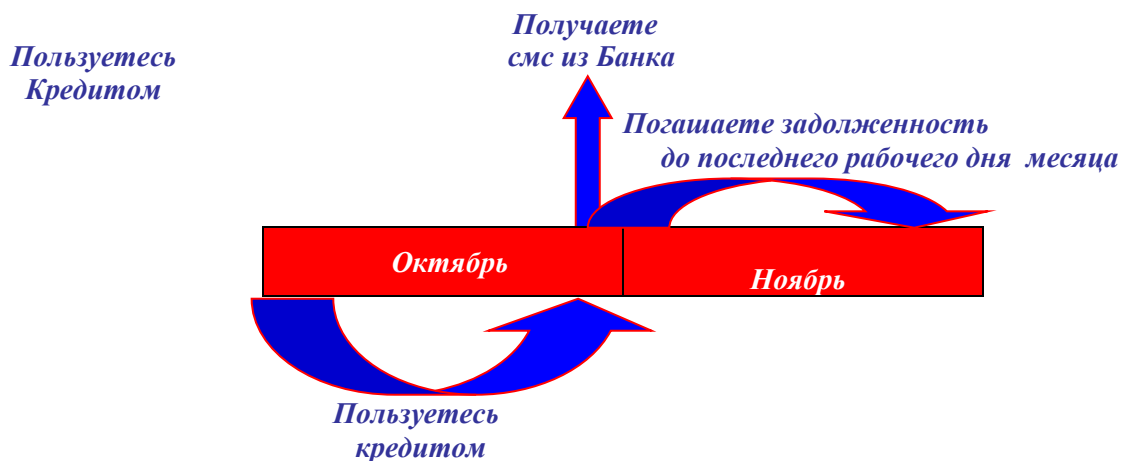 Пользуетесь
Кредитом
Получаете
смс из Банка
Погашаете задолженность
до последнего рабочего дня месяца
Октябрь
Ноябрь
Пользуетесь
кредитом